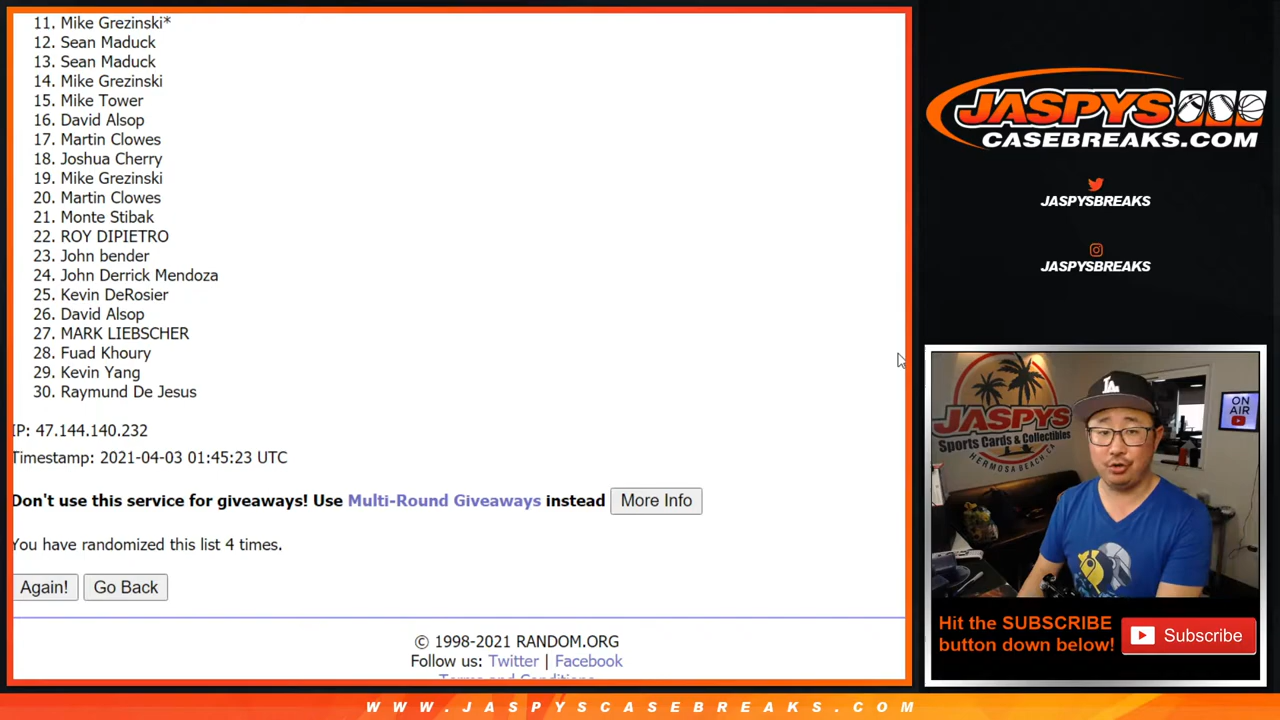 11. Mike Grezinski*
12. Sean Maduck
13. Sean Maduck
14. Mike Grezinski
15. Mike Tower
16. David Alsop
17. Martin Clowes
18. Joshua Cherry
19. Mike Grezinski
20. Martin Clowes
21. Monte Stibak
22. ROY DIPIETRO
23. John bender
24. John Derrick Mendoza
25. Kevin DeRosier
26. David Alsop
27. MARK LIEBSCHER
28. Fuad Khoury
29. Kevin Yang
30. Raymund De Jesus
IP: 47.144.140.232
Timestamp: 2021-04-03 01:45:23 UTC
Don't use this service for giveaways! Use Multi-Round Giveaways instead More Info
You have randomized this list 4 times.
Again! Go Back
© 1998-2021 RANDOM.ORG
Follow us: Twitter | Facebook
Terms and Conditions
JASPYS
CASEBREAKS.COM
JASPYSBREAKS
JASPYSBREAKS
JASPYS
Sports Cards & Collectibles
HERMOSA BEACH, CA
LA
ON
AIR
Hit the SUBSCRIBE
button down below!
Subscribe
WWW.JASPYSCASEBREAKS.COM